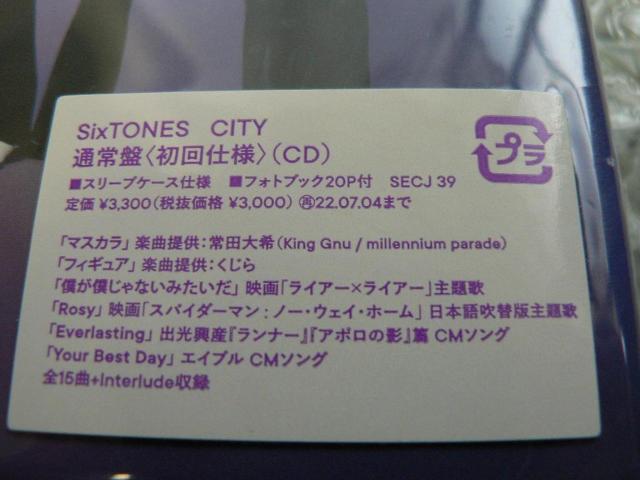 SixTONES CITY
通常盤〈初回仕様〉(CD)
プラ
■スリーブケース仕様 ■フォトブック20P付 SECJ 39
定価 ¥3,300(税抜価格 ¥3,000) ㊢22.07.04まで
「マスカラ」 楽曲提供:常田大希(King Gnu / millennium parade)
「フィギュア」 楽曲提供:くじら
「僕が僕じゃないみたいだ」 映画「ライアー×ライアー」主題歌
「Rosy」 映画「スパイダーマン:ノー・ウェイ・ホーム」 日本語吹替版主題歌
「Everlasting」 出光興産『ランナー』『アポロの影』篇 CMソング
「Your Best Day」 エイブル CMソング
全15曲+Interlude収録